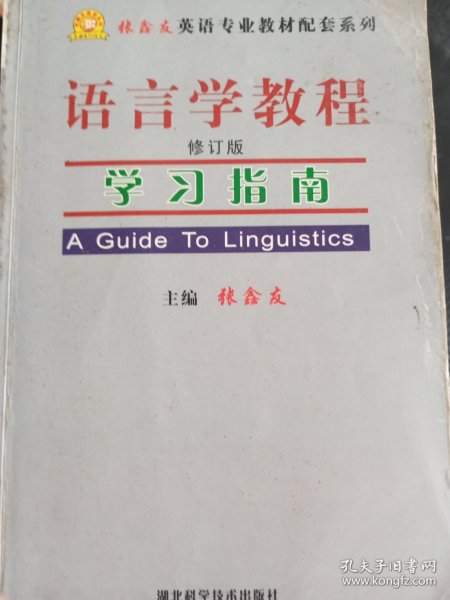 张鑫友英语专业教材配套系列
语言学教程
修订版
学习指南
A Guide To Linguistics
主编 张鑫友
湖北科学技术出版社
孔夫子旧书网
www.kongfz.com